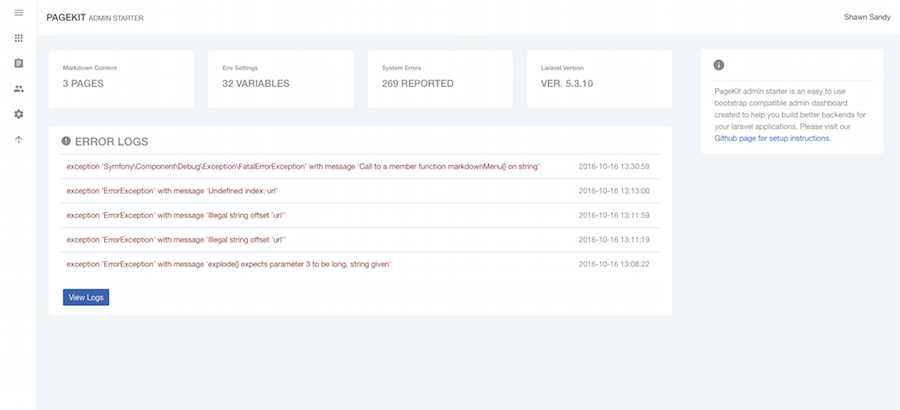 PAGEKIT ADMIN STARTER
Shawn Sandy
Markdown Content
3 PAGES
Env Settings
32 VARIABLES
System Errors
269 REPORTED
Laravel Version
VER. 5.3.10
PageKit admin starter is an easy to use
bootstrap compatible admin dashboard
created to help you build better backends for
your laravel applications. Please visit our
Github page for setup instructions.
ERROR LOGS
exception 'Symfony\Component\Debug\Exception\FatalErrorException' with message 'Call to a member function markdownMenu() on string' 2016-10-16 13:30:59
exception 'ErrorException' with message 'Undefined index: url' 2016-10-16 13:13:00
exception 'ErrorException' with message 'Illegal string offset 'url'' 2016-10-16 13:11:59
exception 'ErrorException' with message 'Illegal string offset 'url'' 2016-10-16 13:11:19
exception 'ErrorException' with message 'explode() expects parameter 3 to be long, string given' 2016-10-16 13:08:22
View Logs